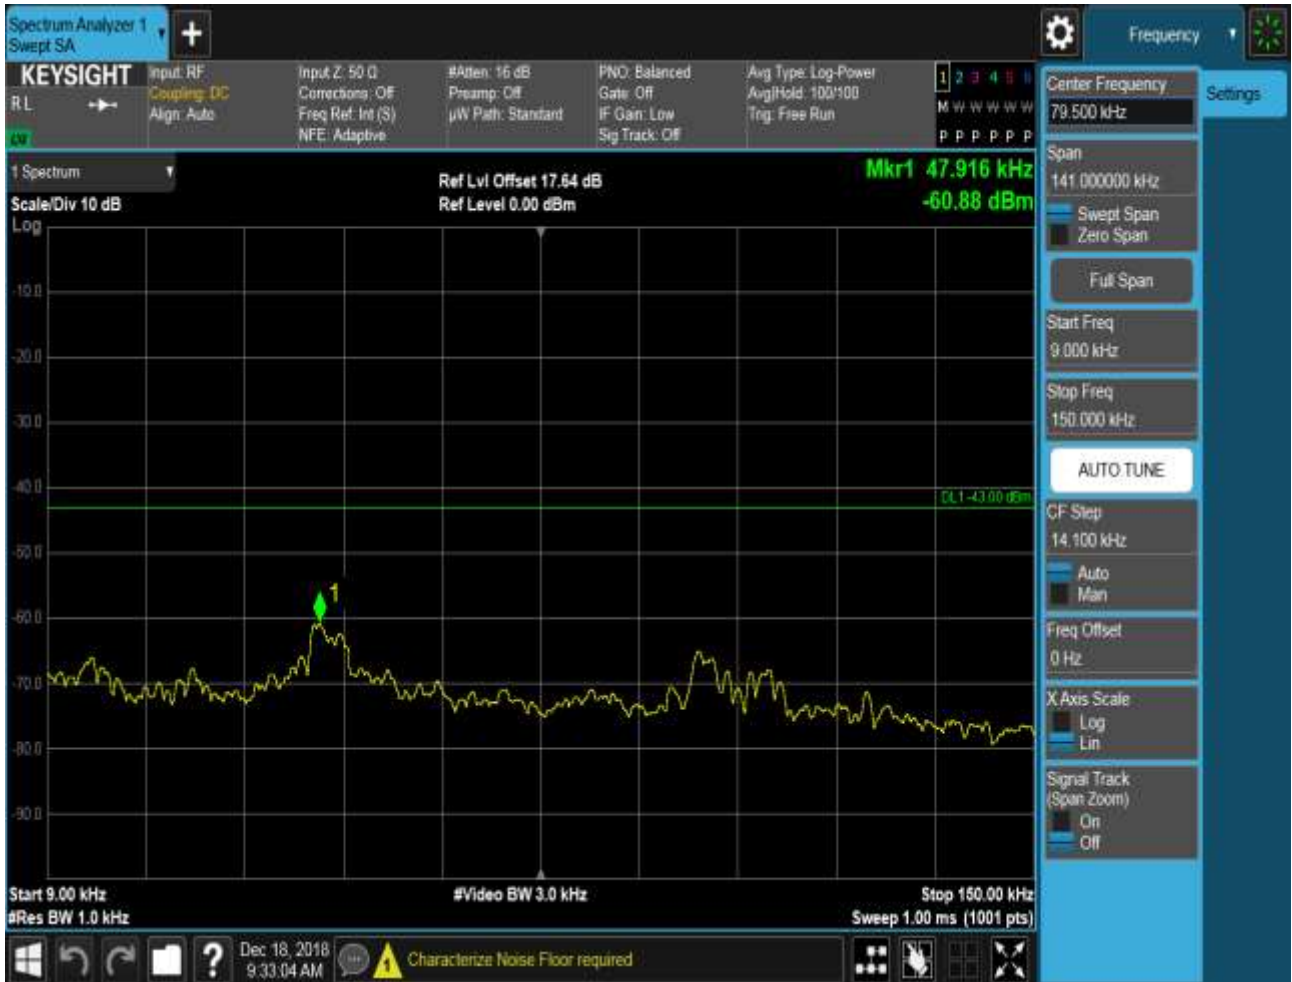 Spectrum Analyzer 1
Swept SA
Frequency
KEYSIGHT
RL
Input: RF
Coupling: DC
Align: Auto
Input Z: 50 Ω
Corrections: Off
Freq Ref: Int (S)
NFE: Adaptive
#Atten: 16 dB
Preamp: Off
µW Path: Standard
PNO: Balanced
Gate: Off
IF Gain: Low
Sig Track: Off
Avg Type: Log-Power
Avg|Hold: 100/100
Trig: Free Run
1 2 3 4 5 6
M W W W W W
P P P P P P
1 Spectrum
Scale/Div 10 dB
Log
Ref Lvl Offset 17.64 dB
Ref Level 0.00 dBm
Mkr1 47.916 kHz
-60.88 dBm
-10.0
-20.0
-30.0
-40.0
-50.0
-60.0
-70.0
-80.0
-90.0
DL1 -43.00 dBm
1
Start 9.00 kHz
#Res BW 1.0 kHz
#Video BW 3.0 kHz
Stop 150.00 kHz
Sweep 1.00 ms (1001 pts)
Center Frequency
79.500 kHz
Settings
Span
141.000000 kHz
Swept Span
Zero Span
Full Span
Start Freq
9.000 kHz
Stop Freq
150.000 kHz
AUTO TUNE
CF Step
14.100 kHz
Auto
Man
Freq Offset
0 Hz
X Axis Scale
Log
Lin
Signal Track
(Span Zoom)
On
Off
?
Dec 18, 2018
9:33:04 AM
1
Characterize Noise Floor required